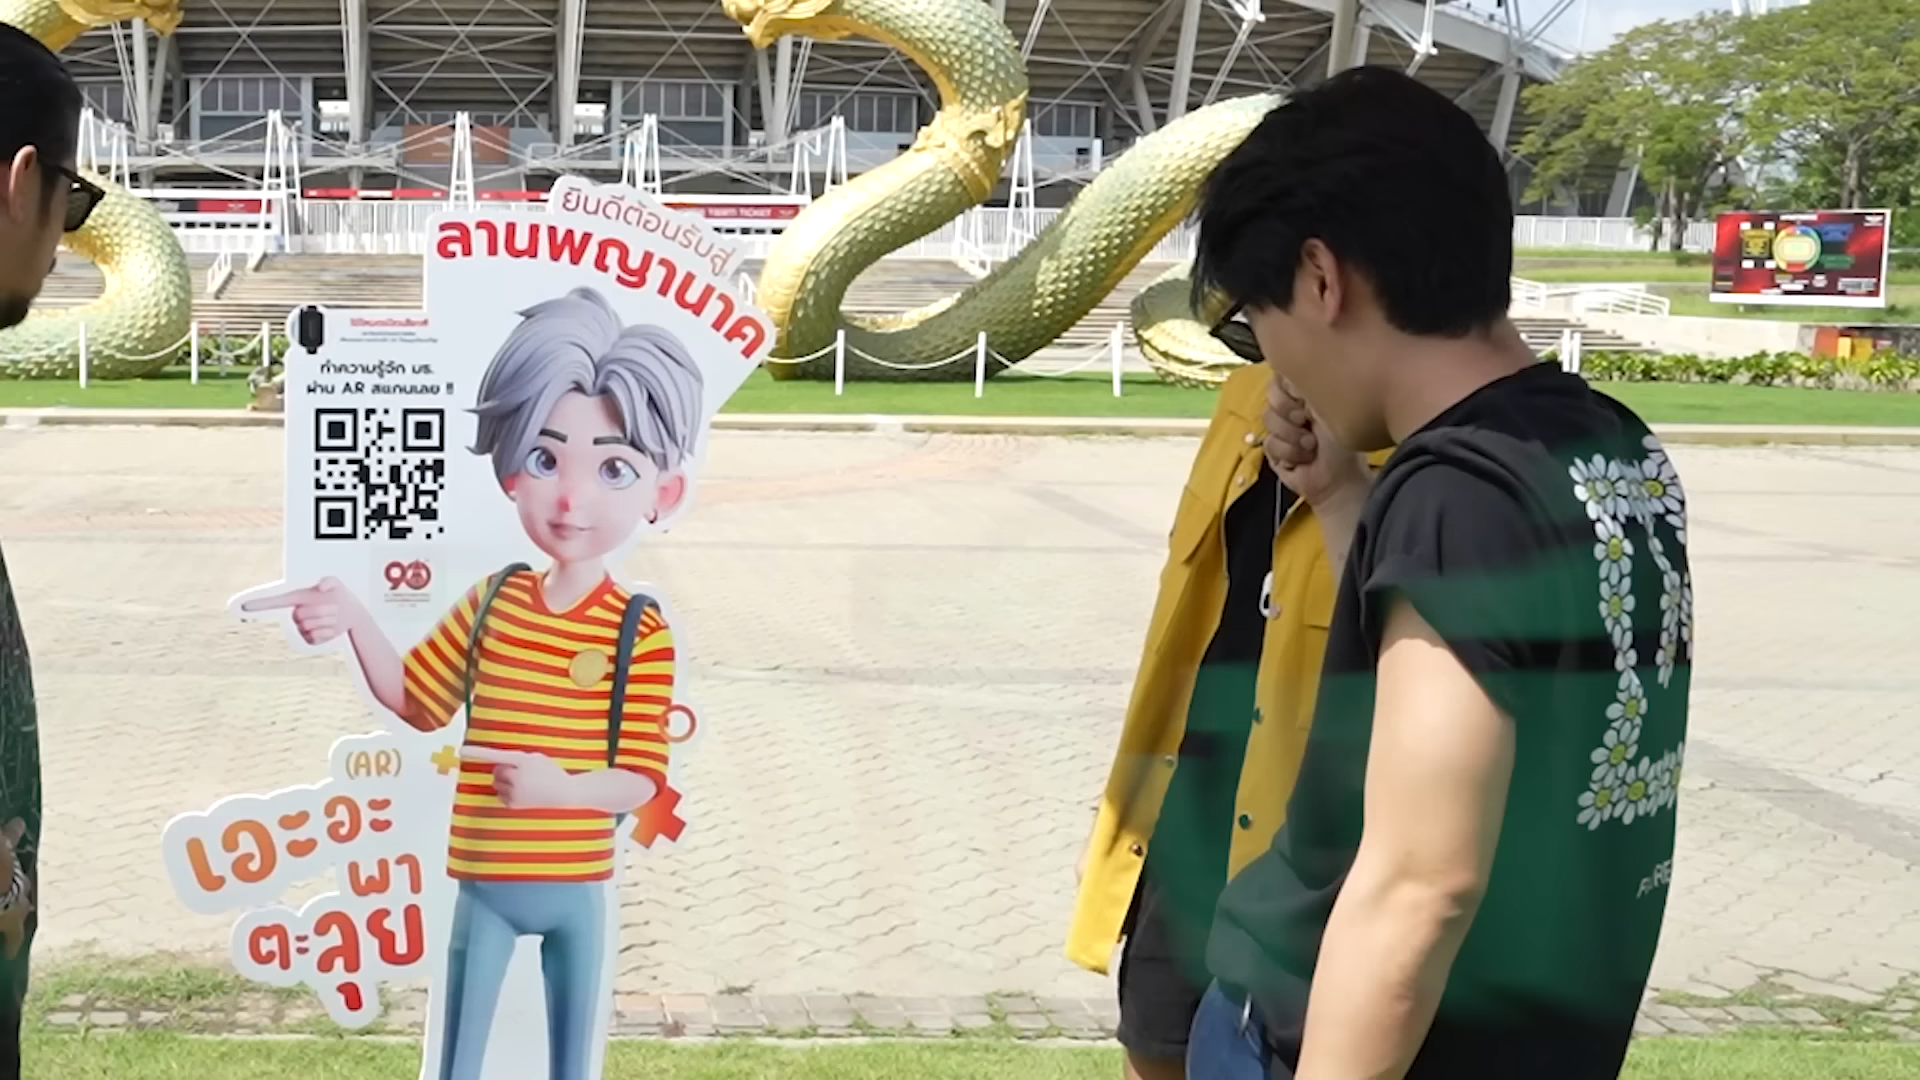 ยินดีต้อนรับสู่
ลานพญานาค
ทำความรู้จัก มธ.
ผ่าน AR สแกนเลย !!
90
(AR)
เอะอะ
พา
ตะลุย